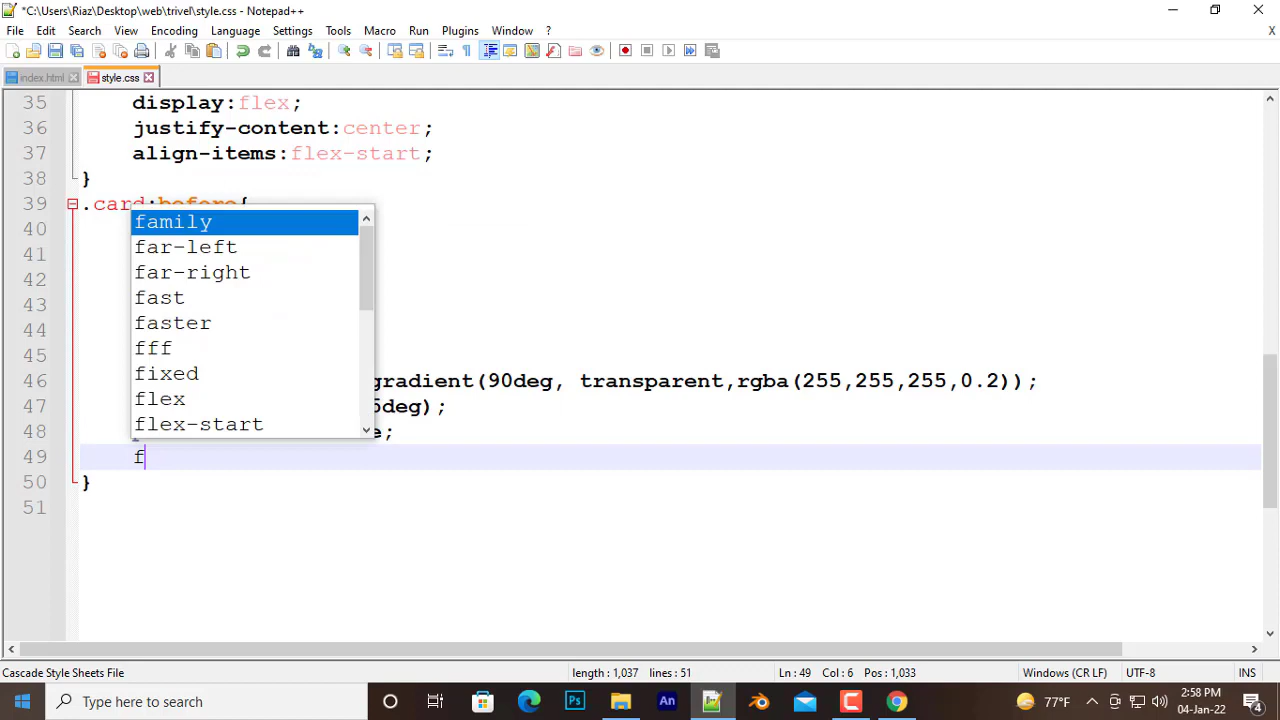 *C:\Users\Riaz\Desktop\web\trivel\style.css - Notepad++
File Edit Search View Encoding Language Settings Tools Macro Run Plugins Window ? X
index.html style.css
35 display:flex;
36 justify-content:center;
37 align-items:flex-start;
38 }
39 .card:before{
40 family
41 far-left
42 far-right
43 fast
44 faster
45 fff
46 fixed gradient(90deg, transparent,rgba(255,255,255,0.2));
47 flex deg);
48 flex-start e;
49 f
50 }
51
Cascade Style Sheets File length : 1,037 lines : 51 Ln : 49 Col : 6 Pos : 1,033 Windows (CR LF) UTF-8 INS
Type here to search Ps An 77°F 2:58 PM
04-Jan-22 4